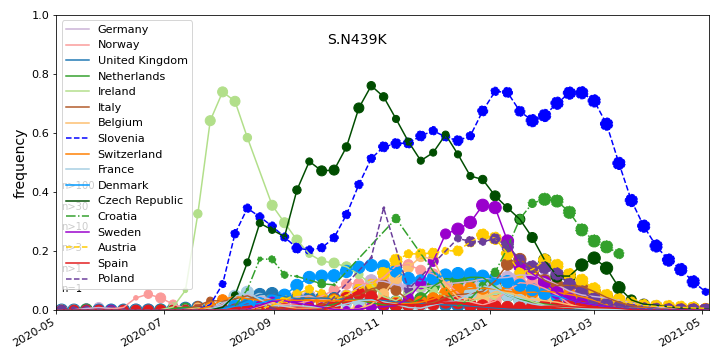 S.N439K
frequency
1.0
0.8
0.6
0.4
0.2
0.0
Germany
Norway
United Kingdom
Netherlands
Ireland
Italy
Belgium
Slovenia
Switzerland
France
Denmark
Czech Republic
Croatia
Sweden
Austria
Spain
Poland
n>100
n>30
n>10
n>3
n>1
n=1
2020-05
2020-07
2020-09
2020-11
2021-01
2021-03
2021-05